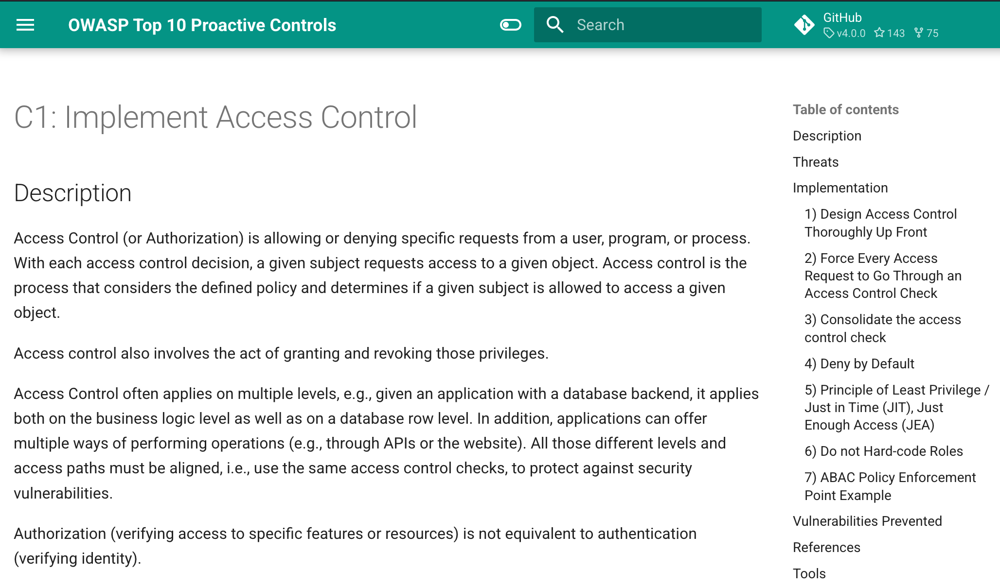 OWASP Top 10 Proactive Controls
Search
GitHub
v4.0.0 143 75
C1: Implement Access Control
Description
Access Control (or Authorization) is allowing or denying specific requests from a user, program, or process.
With each access control decision, a given subject requests access to a given object. Access control is the
process that considers the defined policy and determines if a given subject is allowed to access a given
object.
Access control also involves the act of granting and revoking those privileges.
Access Control often applies on multiple levels, e.g., given an application with a database backend, it applies
both on the business logic level as well as on a database row level. In addition, applications can offer
multiple ways of performing operations (e.g., through APIs or the website). All those different levels and
access paths must be aligned, i.e., use the same access control checks, to protect against security
vulnerabilities.
Authorization (verifying access to specific features or resources) is not equivalent to authentication
(verifying identity).
Table of contents
Description
Threats
Implementation
1) Design Access Control
Thoroughly Up Front
2) Force Every Access
Request to Go Through an
Access Control Check
3) Consolidate the access
control check
4) Deny by Default
5) Principle of Least Privilege /
Just in Time (JIT), Just
Enough Access (JEA)
6) Do not Hard-code Roles
7) ABAC Policy Enforcement
Point Example
Vulnerabilities Prevented
References
Tools